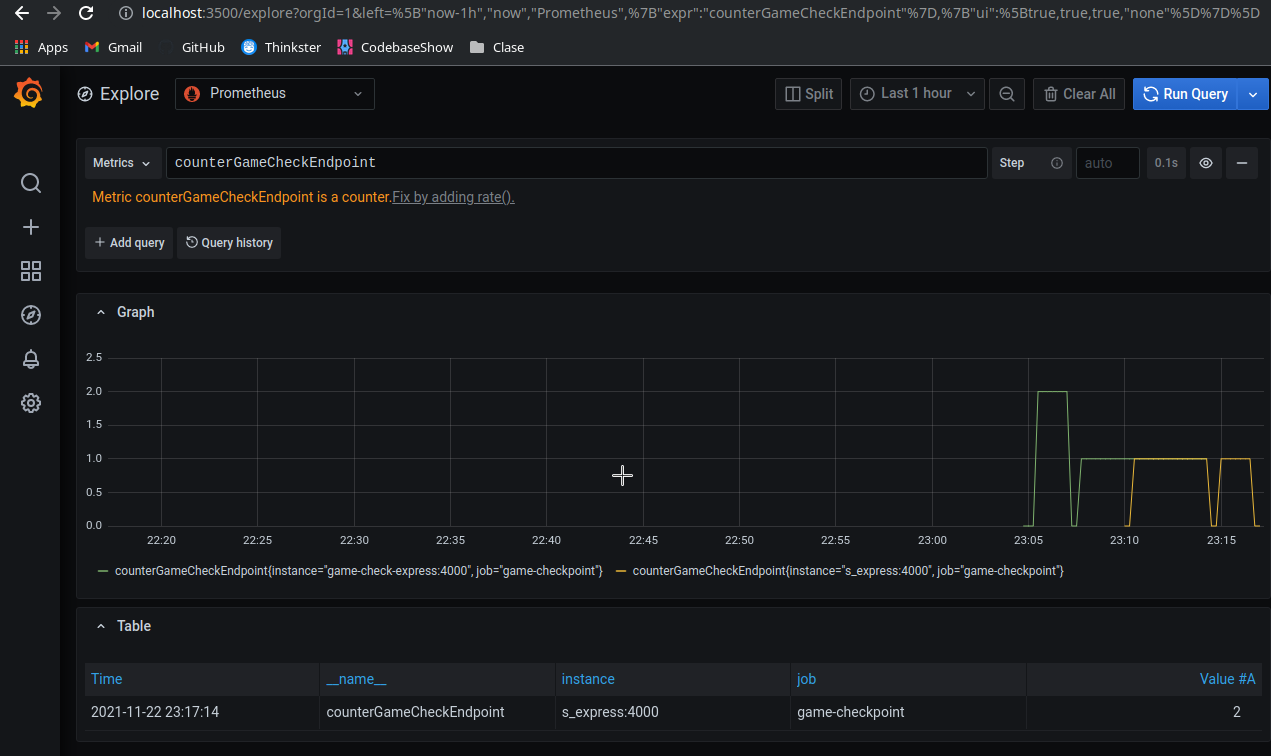 localhost:3500/explore?orgId=1&left=%5B"now-1h","now","Prometheus",%7B"expr":"counterGameCheckEndpoint"%7D,%7B"ui":%5Btrue,true,true,"none"%5D%7D%5D
Apps Gmail GitHub Thinkster CodebaseShow Clase
Explore Prometheus Split Last 1 hour Clear All Run Query
Metrics counterGameCheckEndpoint Step auto 0.1s
Metric counterGameCheckEndpoint is a counter.Fix by adding rate().
+ Add query Query history
Graph
2.5
2.0
1.5
1.0
0.5
0.0
22:20 22:25 22:30 22:35 22:40 22:45 22:50 22:55 23:00 23:05 23:10 23:15
counterGameCheckEndpoint{instance="game-check-express:4000", job="game-checkpoint"} counterGameCheckEndpoint{instance="s_express:4000", job="game-checkpoint"}
Table
Time __name__ instance job Value #A
2021-11-22 23:17:14 counterGameCheckEndpoint s_express:4000 game-checkpoint 2